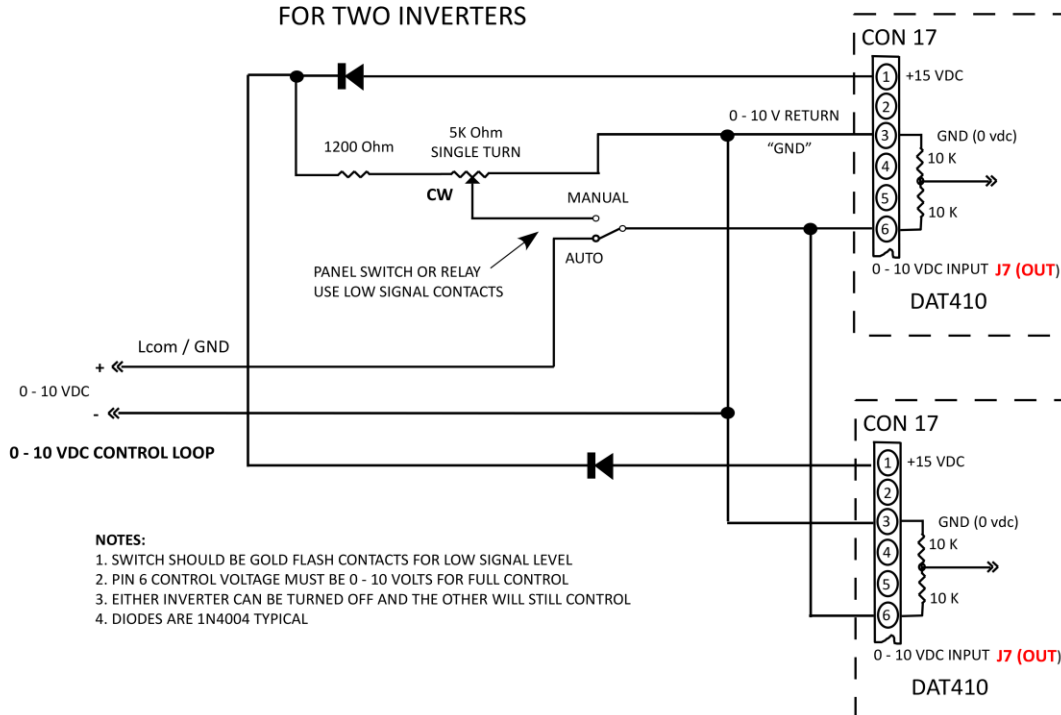 FOR TWO INVERTERS
CON 17
1 +15 VDC
2
0 - 10 V RETURN
3 GND (0 vdc)
"GND"
10 K
4
5
10 K
6
0 - 10 VDC INPUT J7 (OUT)
DAT410
1200 Ohm
5K Ohm
SINGLE TURN
CW
MANUAL
AUTO
PANEL SWITCH OR RELAY
USE LOW SIGNAL CONTACTS
Lcom / GND
+
0 - 10 VDC
-
0 - 10 VDC CONTROL LOOP
CON 17
1 +15 VDC
2
3 GND (0 vdc)
10 K
4
5
10 K
6
0 - 10 VDC INPUT J7 (OUT)
DAT410
NOTES:
1. SWITCH SHOULD BE GOLD FLASH CONTACTS FOR LOW SIGNAL LEVEL
2. PIN 6 CONTROL VOLTAGE MUST BE 0 - 10 VOLTS FOR FULL CONTROL
3. EITHER INVERTER CAN BE TURNED OFF AND THE OTHER WILL STILL CONTROL
4. DIODES ARE 1N4004 TYPICAL